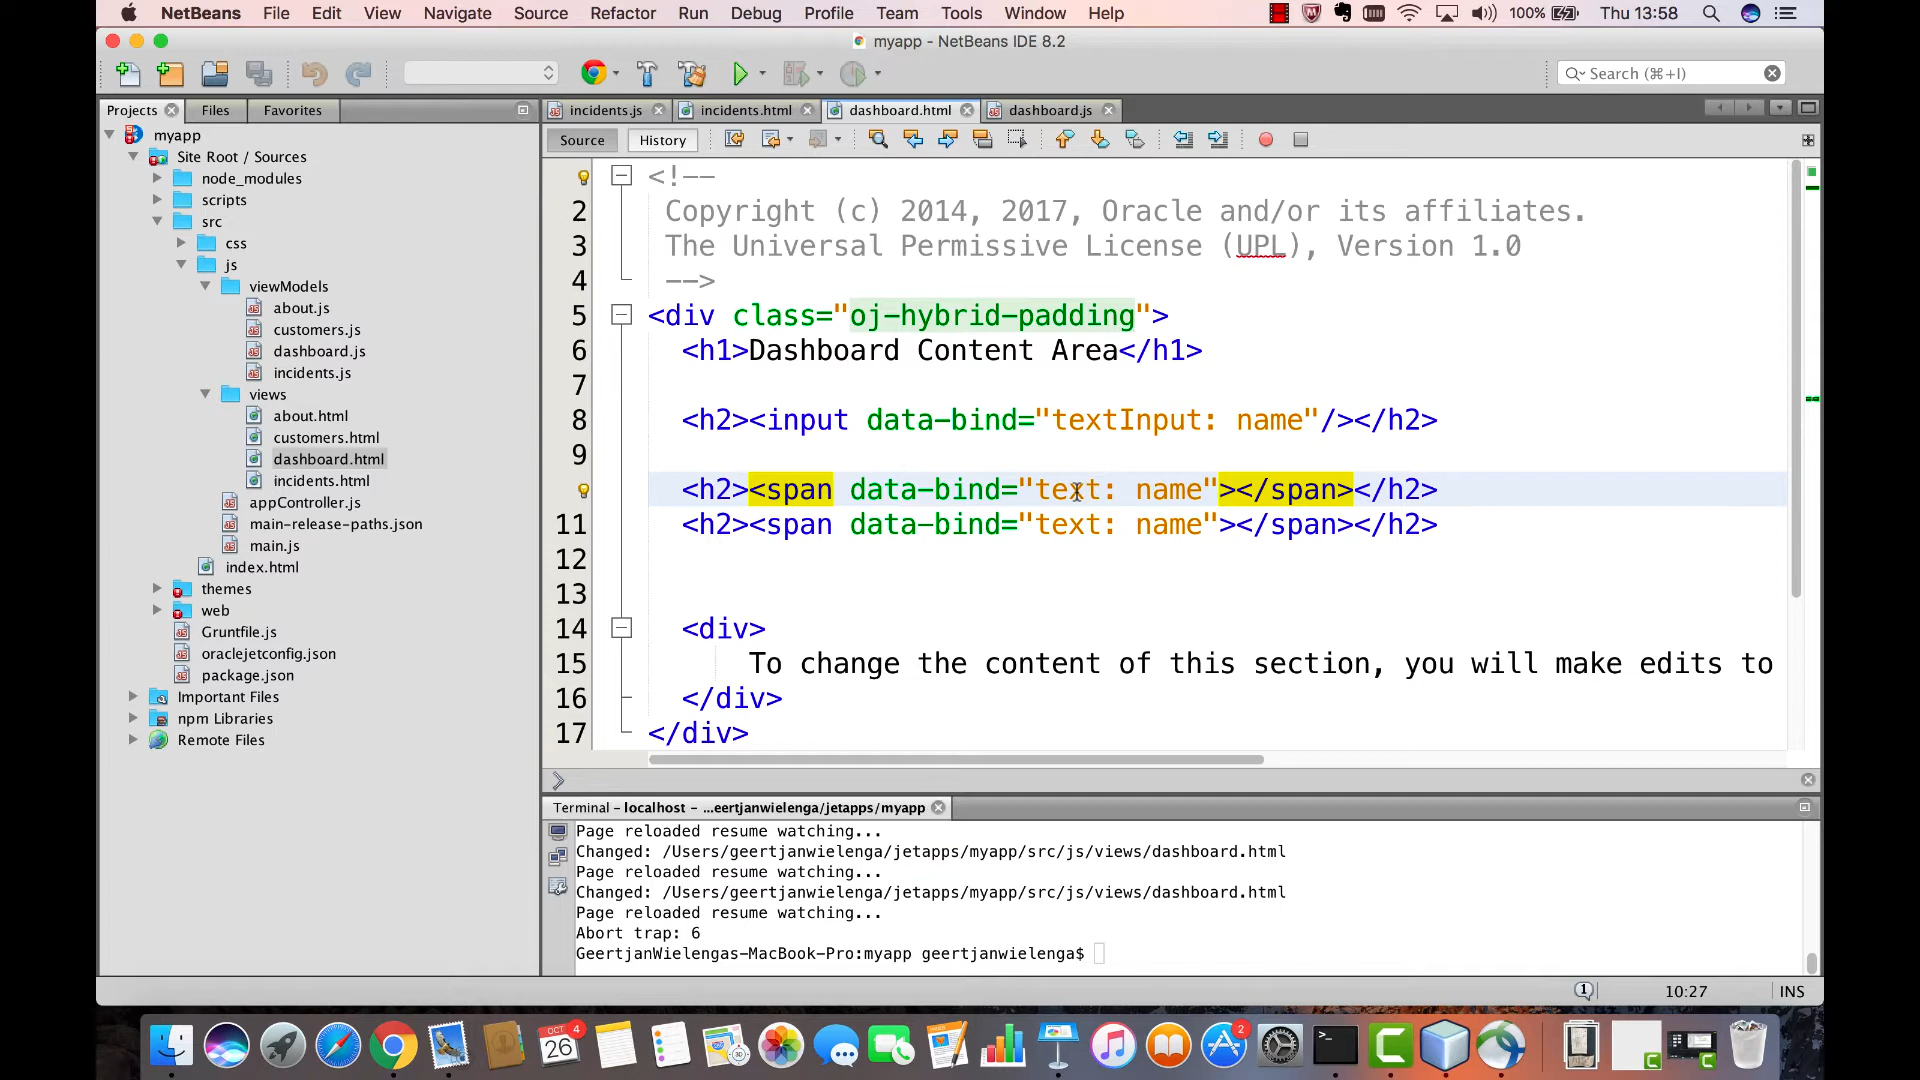 NetBeans File Edit View Navigate Source Refactor Run Debug Profile Team Tools Window Help 100% Thu 13:58
myapp - NetBeans IDE 8.2
Search (⌘+I)
Projects Files Favorites
incidents.js incidents.html dashboard.html dashboard.js
Source History
myapp
Site Root / Sources
node_modules
scripts
src
css
js
viewModels
about.js
customers.js
dashboard.js
incidents.js
views
about.html
customers.html
dashboard.html
incidents.html
appController.js
main-release-paths.json
main.js
index.html
themes
web
Gruntfile.js
oraclejetconfig.json
package.json
Important Files
npm Libraries
Remote Files
<!--
2 Copyright (c) 2014, 2017, Oracle and/or its affiliates.
3 The Universal Permissive License (UPL), Version 1.0
4 -->
5 <div class="oj-hybrid-padding">
6 <h1>Dashboard Content Area</h1>
7
8 <h2><input data-bind="textInput: name"/></h2>
9
<h2><span data-bind="text: name"></span></h2>
11 <h2><span data-bind="text: name"></span></h2>
12
13
14 <div>
15 To change the content of this section, you will make edits to
16 </div>
17 </div>
Terminal - localhost - ...eertjanwielenga/jetapps/myapp
Page reloaded resume watching...
Changed: /Users/geertjanwielenga/jetapps/myapp/src/js/views/dashboard.html
Page reloaded resume watching...
Changed: /Users/geertjanwielenga/jetapps/myapp/src/js/views/dashboard.html
Page reloaded resume watching...
Abort trap: 6
GeertjanWielengas-MacBook-Pro:myapp geertjanwielenga$
1 10:27 INS
OCT 4
26
2